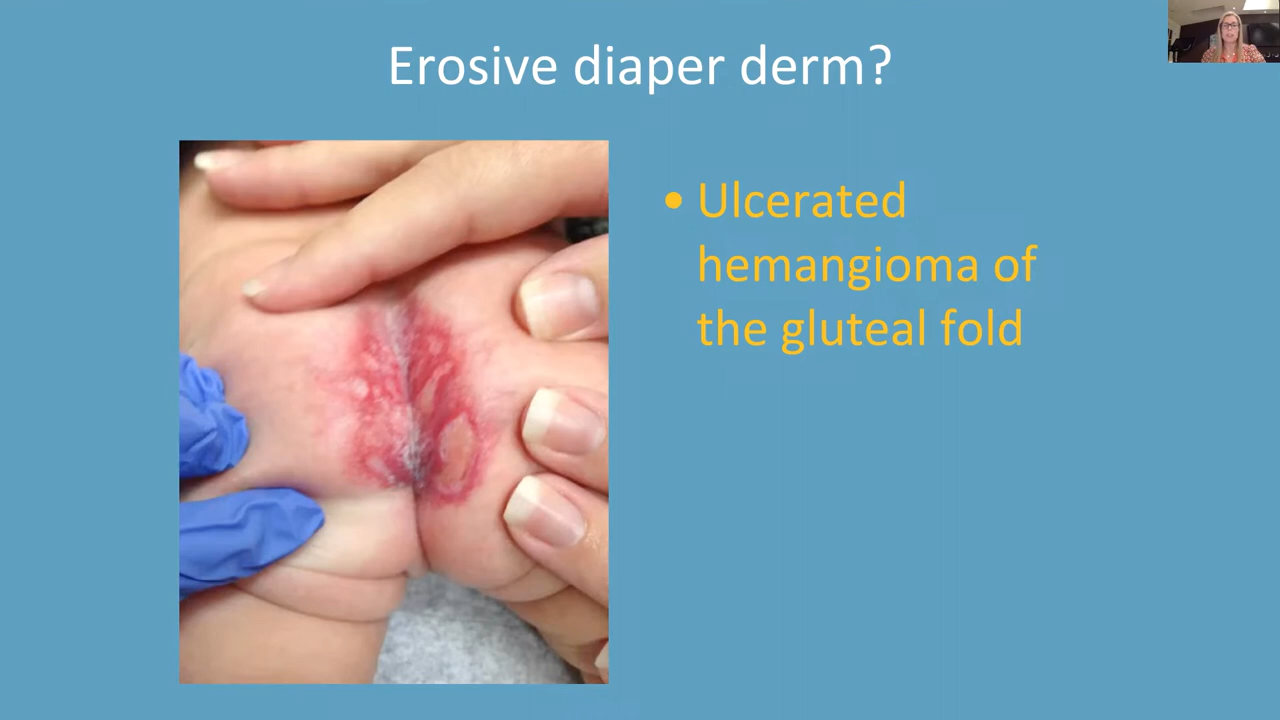 Erosive diaper derm?
• Ulcerated
hemangioma of
the gluteal fold